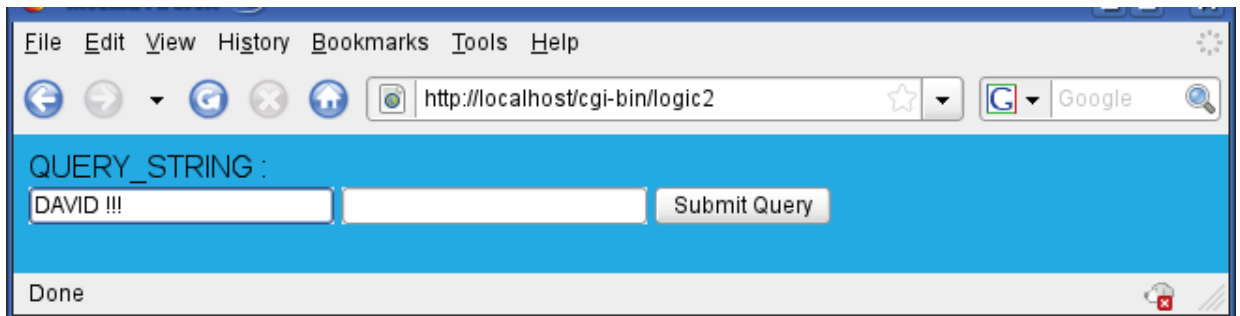 File Edit View History Bookmarks Tools Help
http://localhost/cgi-bin/logic2 G Google
QUERY_STRING :
DAVID !!! Submit Query
Done